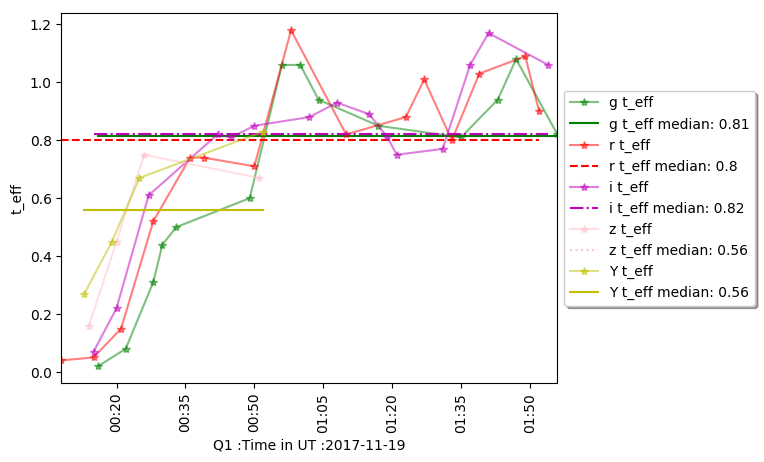 1.2
1.0
0.8
0.6
0.4
0.2
0.0
t_eff
00:20
00:35
00:50
01:05
01:20
01:35
01:50
Q1 :Time in UT :2017-11-19
g t_eff
g t_eff median: 0.81
r t_eff
r t_eff median: 0.8
i t_eff
i t_eff median: 0.82
z t_eff
z t_eff median: 0.56
Y t_eff
Y t_eff median: 0.56